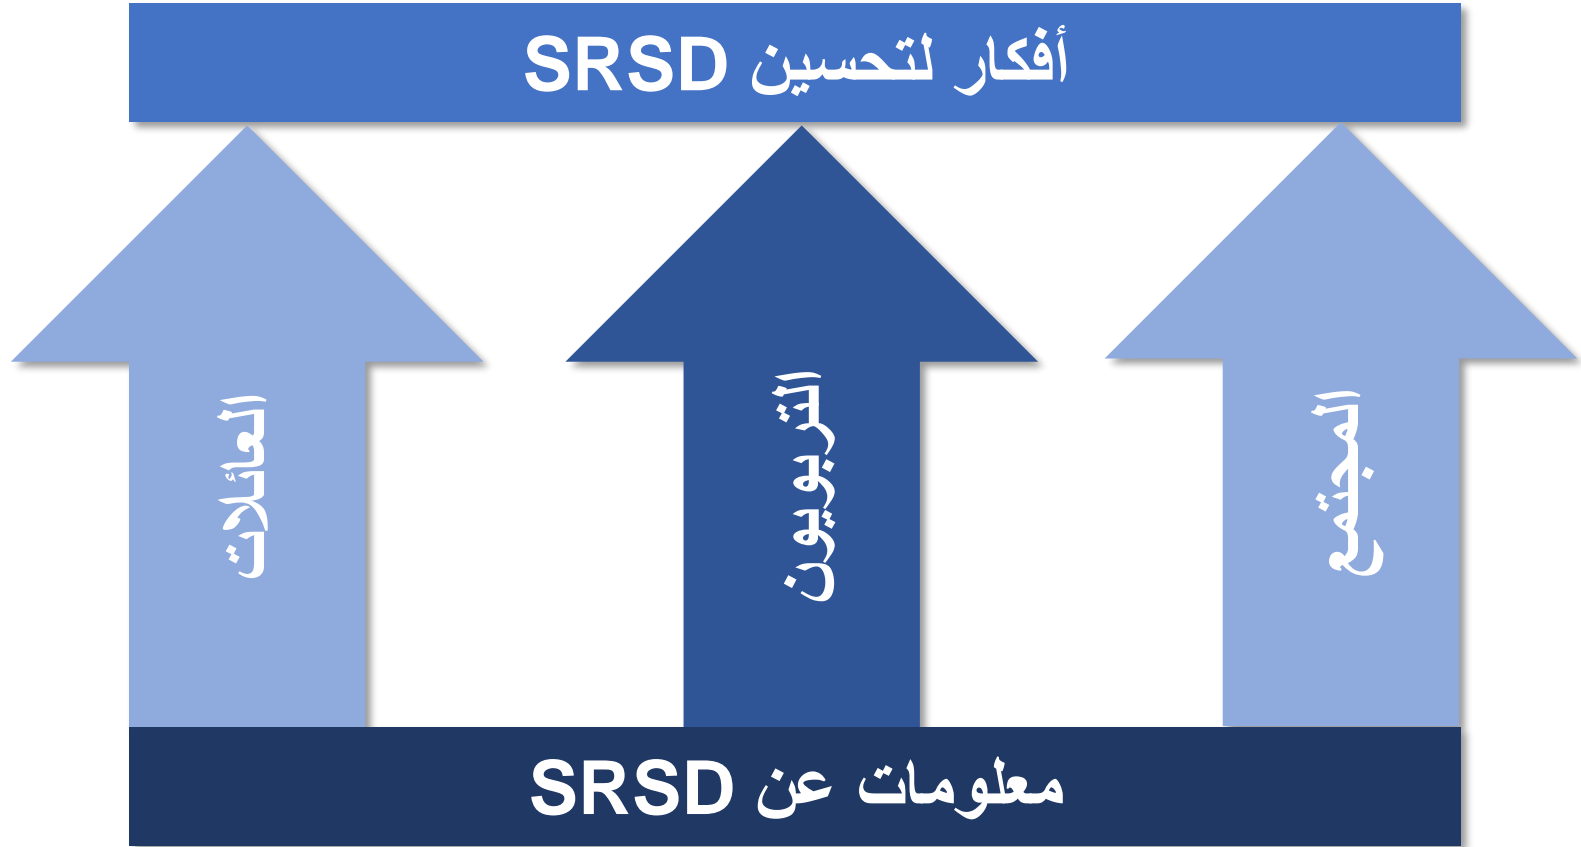 أفكار لتحسين SRSD
المجتمع
التربويون
العائلات
معلومات عن SRSD